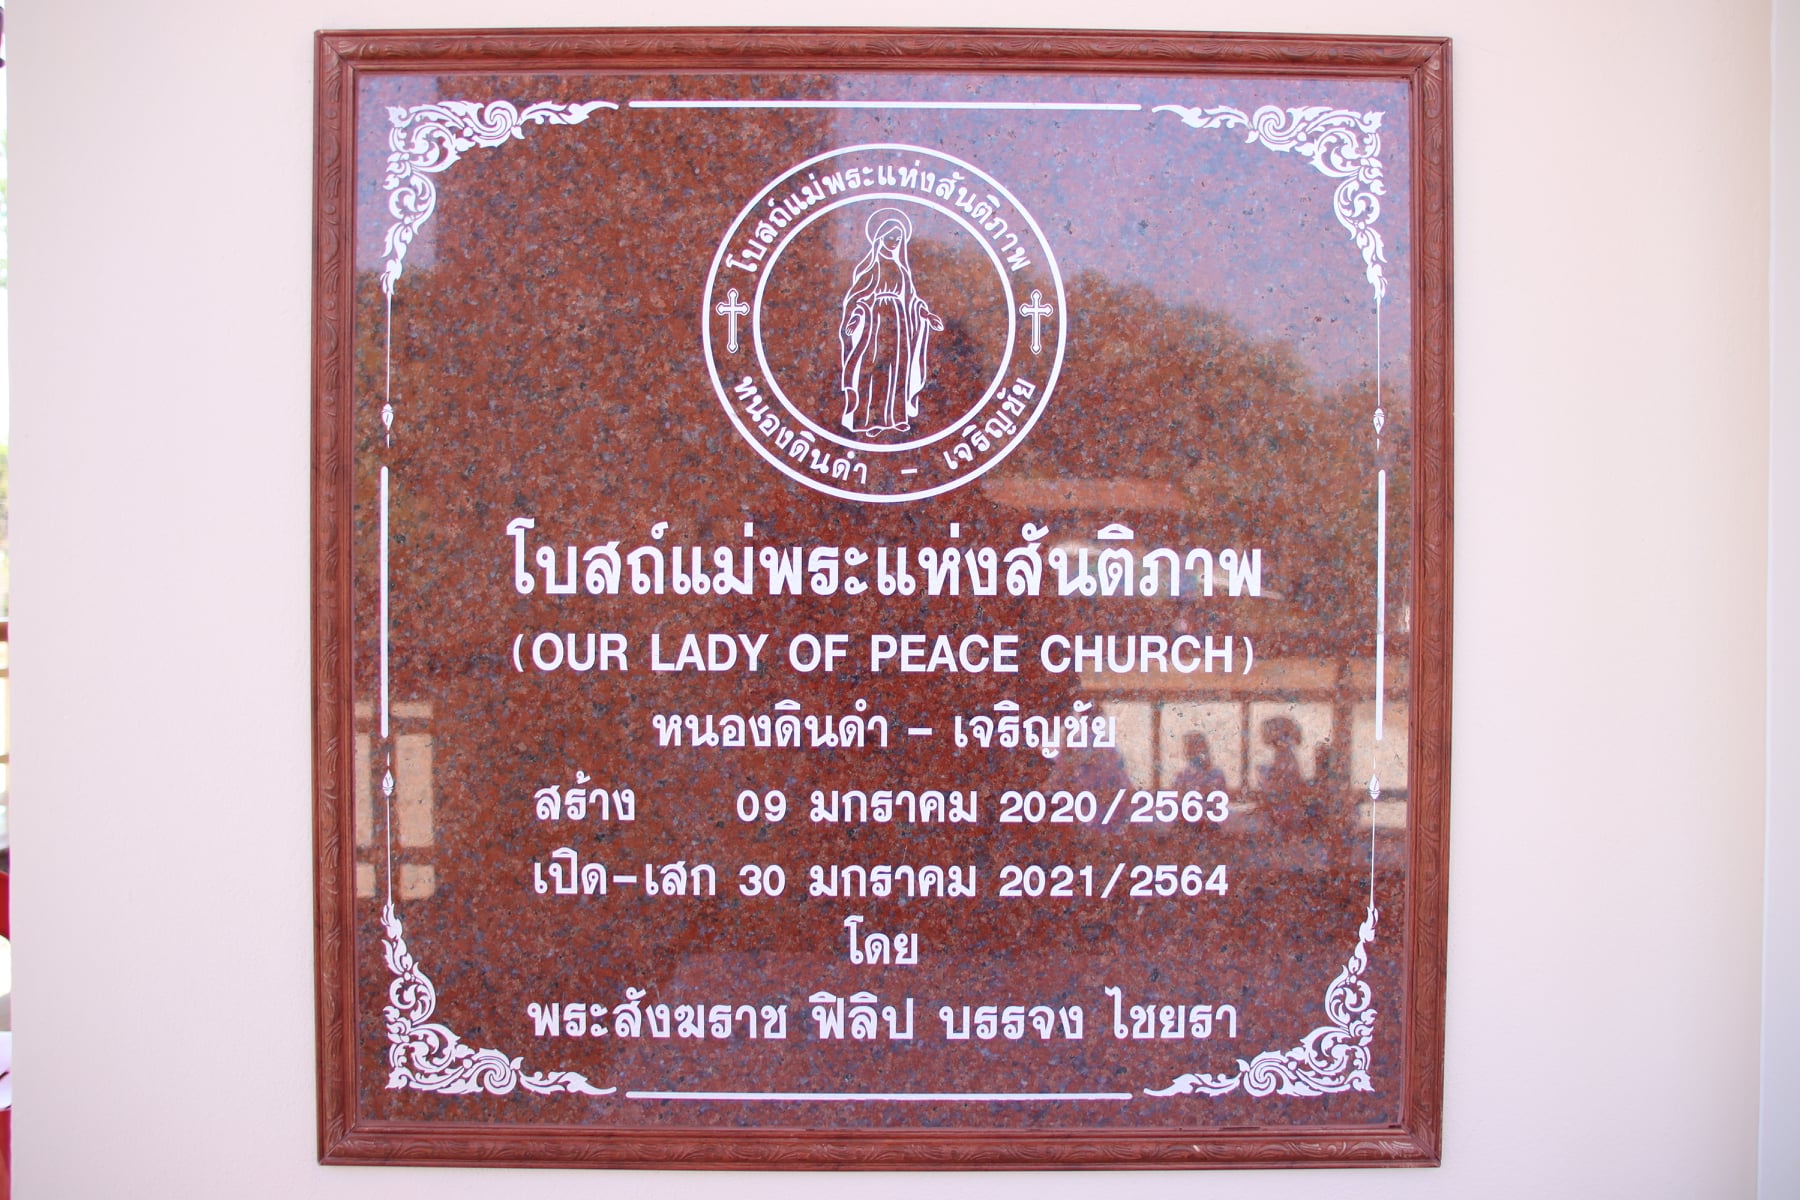 โบสถ์แม่พระแห่งสันติภาพ
หนองดินดำ - เจริญชัย
โบสถ์แม่พระแห่งสันติภาพ
(OUR LADY OF PEACE CHURCH)
หนองดินดำ - เจริญชัย
สร้าง 09 มกราคม 2020/2563
เปิด-เสก 30 มกราคม 2021/2564
โดย
พระสังฆราช ฟิลิป บรรจง ไชยรา